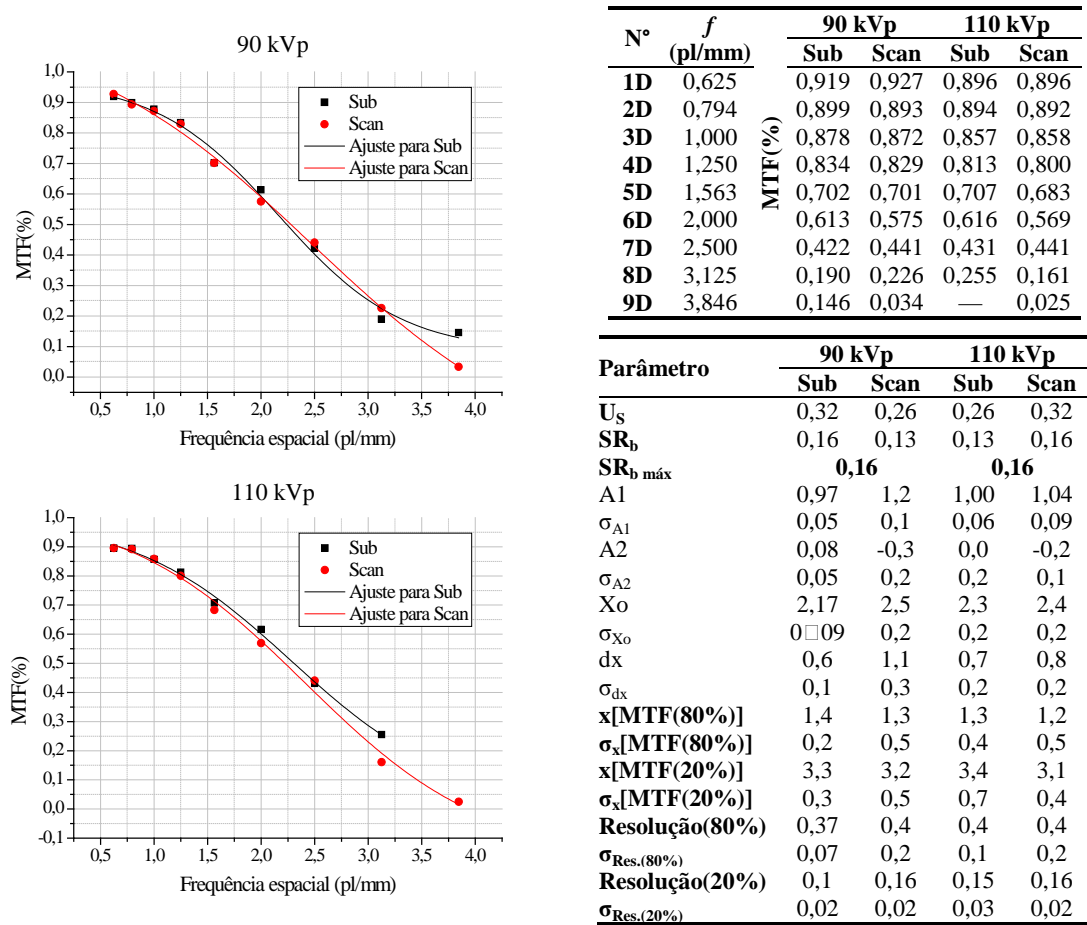 90 kVp
MTF(%)
1,0
0,9
0,8
0,7
0,6
0,5
0,4
0,3
0,2
0,1
0,0
Sub
Scan
Ajuste para Sub
Ajuste para Scan
0,5 1,0 1,5 2,0 2,5 3,0 3,5 4,0
Frequência espacial (pl/mm)
110 kVp
MTF(%)
1,0
0,9
0,8
0,7
0,6
0,5
0,4
0,3
0,2
0,1
0,0
-0,1
Sub
Scan
Ajuste para Sub
Ajuste para Scan
0,5 1,0 1,5 2,0 2,5 3,0 3,5 4,0
Frequência espacial (pl/mm)
N° f (pl/mm) 90 kVp 110 kVp
Sub Scan Sub Scan
MTF(%)
1D 0,625 0,919 0,927 0,896 0,896
2D 0,794 0,899 0,893 0,894 0,892
3D 1,000 0,878 0,872 0,857 0,858
4D 1,250 0,834 0,829 0,813 0,800
5D 1,563 0,702 0,701 0,707 0,683
6D 2,000 0,613 0,575 0,616 0,569
7D 2,500 0,422 0,441 0,431 0,441
8D 3,125 0,190 0,226 0,255 0,161
9D 3,846 0,146 0,034 — 0,025
Parâmetro 90 kVp 110 kVp
Sub Scan Sub Scan
US 0,32 0,26 0,26 0,32
SRb 0,16 0,13 0,13 0,16
SRb máx 0,16 0,16
A1 0,97 1,2 1,00 1,04
σA1 0,05 0,1 0,06 0,09
A2 0,08 -0,3 0,0 -0,2
σA2 0,05 0,2 0,2 0,1
Xo 2,17 2,5 2,3 2,4
σXo 0□09 0,2 0,2 0,2
dx 0,6 1,1 0,7 0,8
σdx 0,1 0,3 0,2 0,2
x[MTF(80%)] 1,4 1,3 1,3 1,2
σx[MTF(80%)] 0,2 0,5 0,4 0,5
x[MTF(20%)] 3,3 3,2 3,4 3,1
σx[MTF(20%)] 0,3 0,5 0,7 0,4
Resolução(80%) 0,37 0,4 0,4 0,4
σRes.(80%) 0,07 0,2 0,1 0,2
Resolução(20%) 0,1 0,16 0,15 0,16
σRes.(20%) 0,02 0,02 0,03 0,02